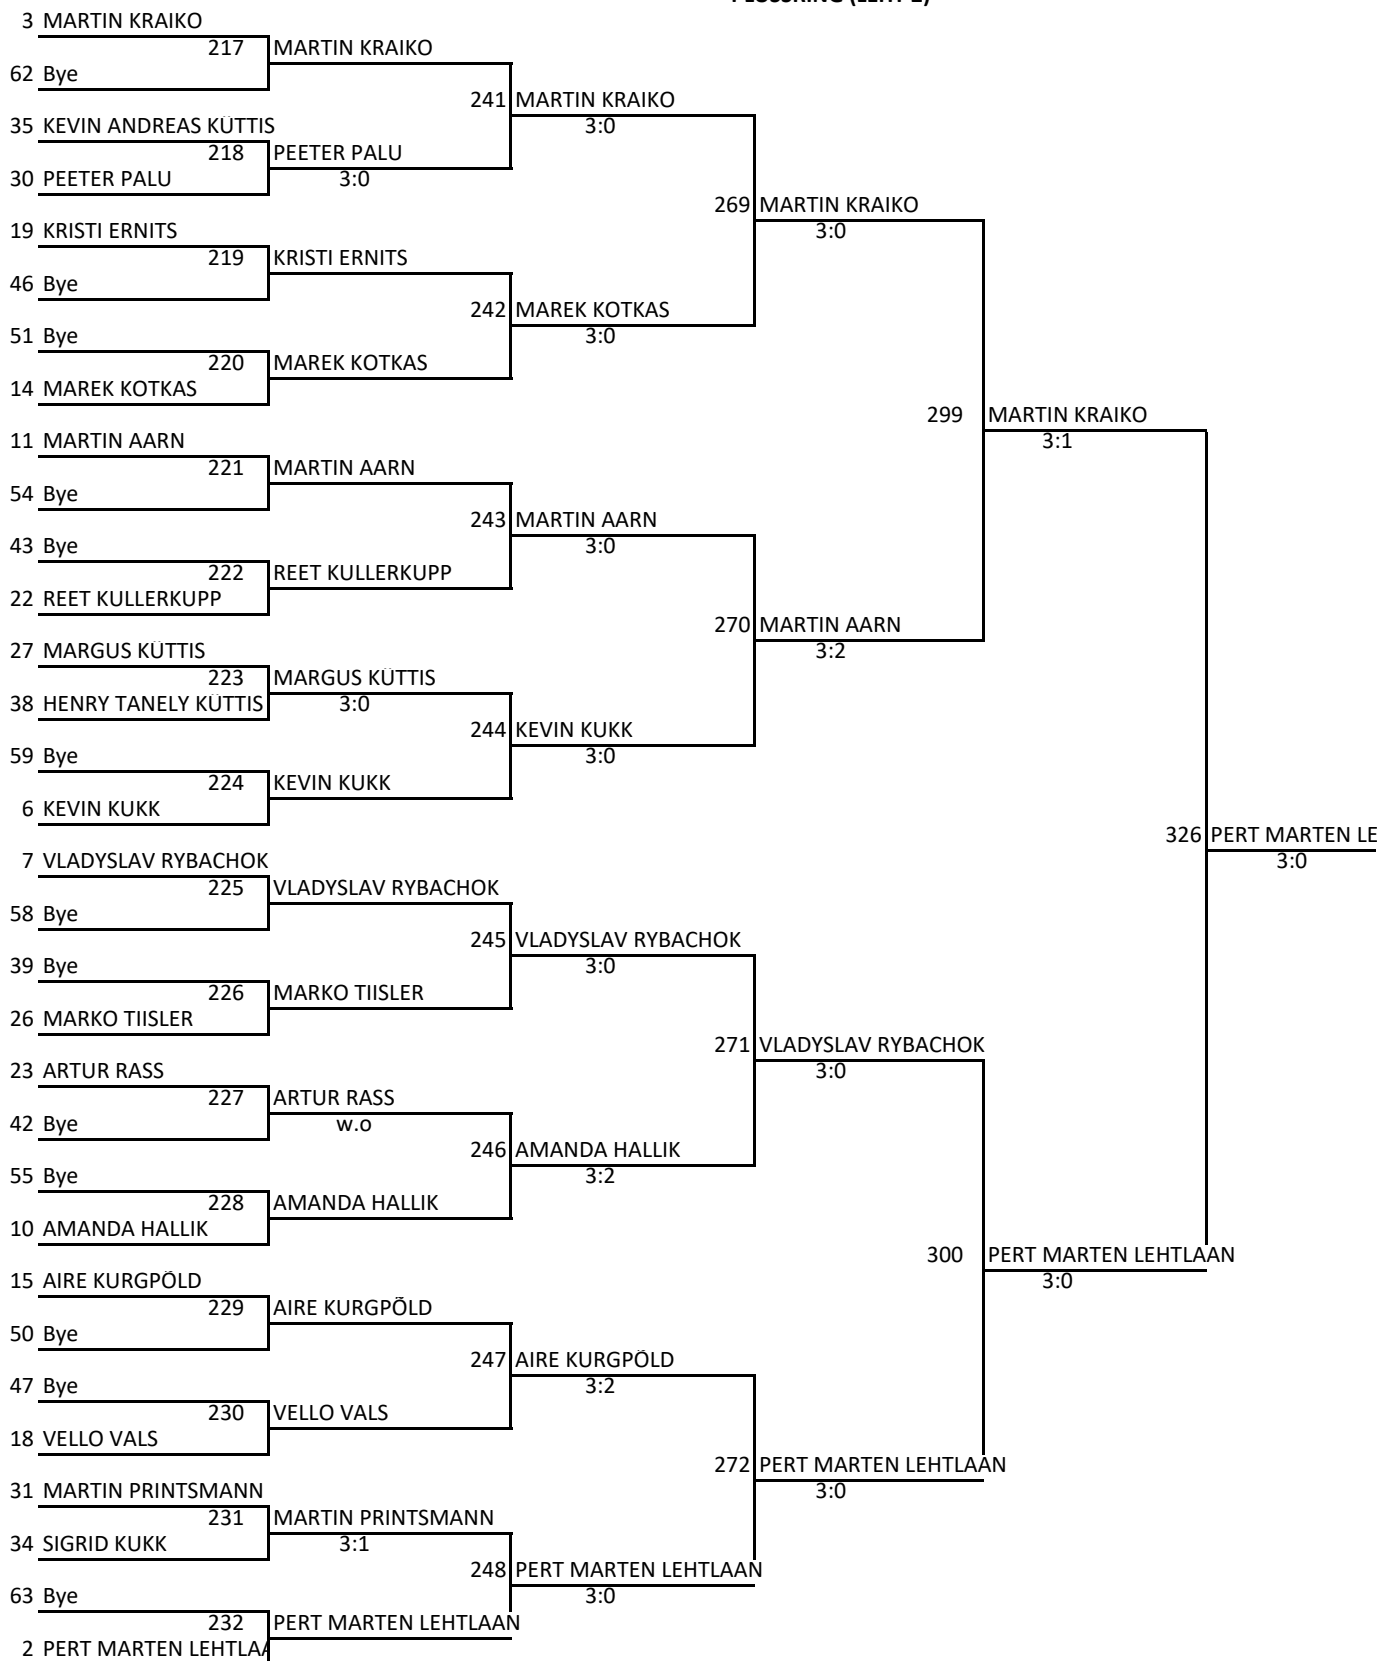 3 MARTIN KRAIKO
217 MARTIN KRAIKO
62 Bye
241 MARTIN KRAIKO
3:0
35 KEVIN ANDREAS KÜTTIS
218 PEETER PALU
3:0
30 PEETER PALU
269 MARTIN KRAIKO
3:0
19 KRISTI ERNITS
219 KRISTI ERNITS
46 Bye
242 MAREK KOTKAS
3:0
51 Bye
220 MAREK KOTKAS
14 MAREK KOTKAS
299 MARTIN KRAIKO
3:1
11 MARTIN AARN
221 MARTIN AARN
54 Bye
243 MARTIN AARN
3:0
43 Bye
222 REET KULLERKUPP
22 REET KULLERKUPP
270 MARTIN AARN
3:2
27 MARGUS KÜTTIS
223 MARGUS KÜTTIS
3:0
38 HENRY TANELY KÜTTIS
244 KEVIN KUKK
3:0
59 Bye
224 KEVIN KUKK
6 KEVIN KUKK
326 PERT MARTEN LE
3:0
7 VLADYSLAV RYBACHOK
225 VLADYSLAV RYBACHOK
58 Bye
245 VLADYSLAV RYBACHOK
3:0
39 Bye
226 MARKO TIISLER
26 MARKO TIISLER
271 VLADYSLAV RYBACHOK
3:0
23 ARTUR RASS
227 ARTUR RASS
w.o
42 Bye
246 AMANDA HALLIK
3:2
55 Bye
228 AMANDA HALLIK
10 AMANDA HALLIK
300 PERT MARTEN LEHTLAAN
3:0
15 AIRE KURGPÕLD
229 AIRE KURGPÕLD
50 Bye
247 AIRE KURGPÕLD
3:2
47 Bye
230 VELLO VALS
18 VELLO VALS
272 PERT MARTEN LEHTLAAN
3:0
31 MARTIN PRINTSMANN
231 MARTIN PRINTSMANN
3:1
34 SIGRID KUKK
248 PERT MARTEN LEHTLAAN
3:0
63 Bye
232 PERT MARTEN LEHTLAAN
2 PERT MARTEN LEHTLAA